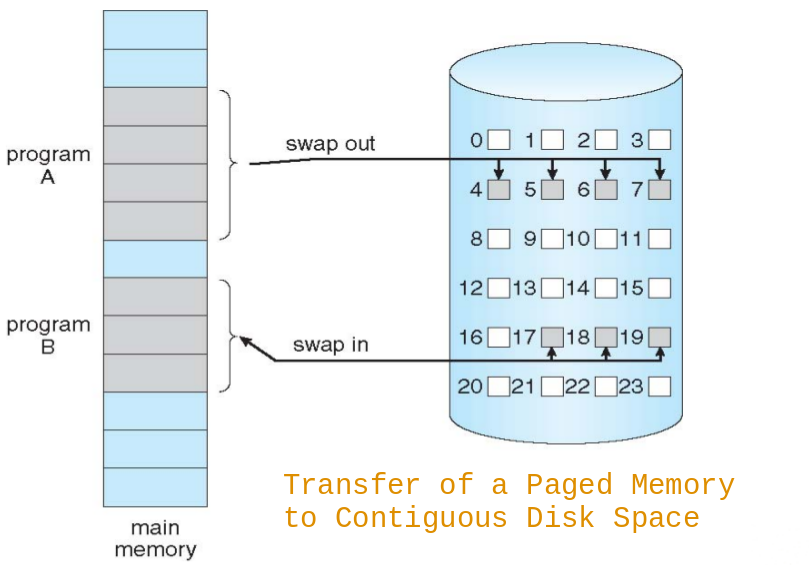 swap out
program
A
0 1 2 3
4 5 6 7
8 9 10 11
12 13 14 15
program
B
swap in
16 17 18 19
20 21 22 23
Transfer of a Paged Memory
to Contiguous Disk Space
main
memory